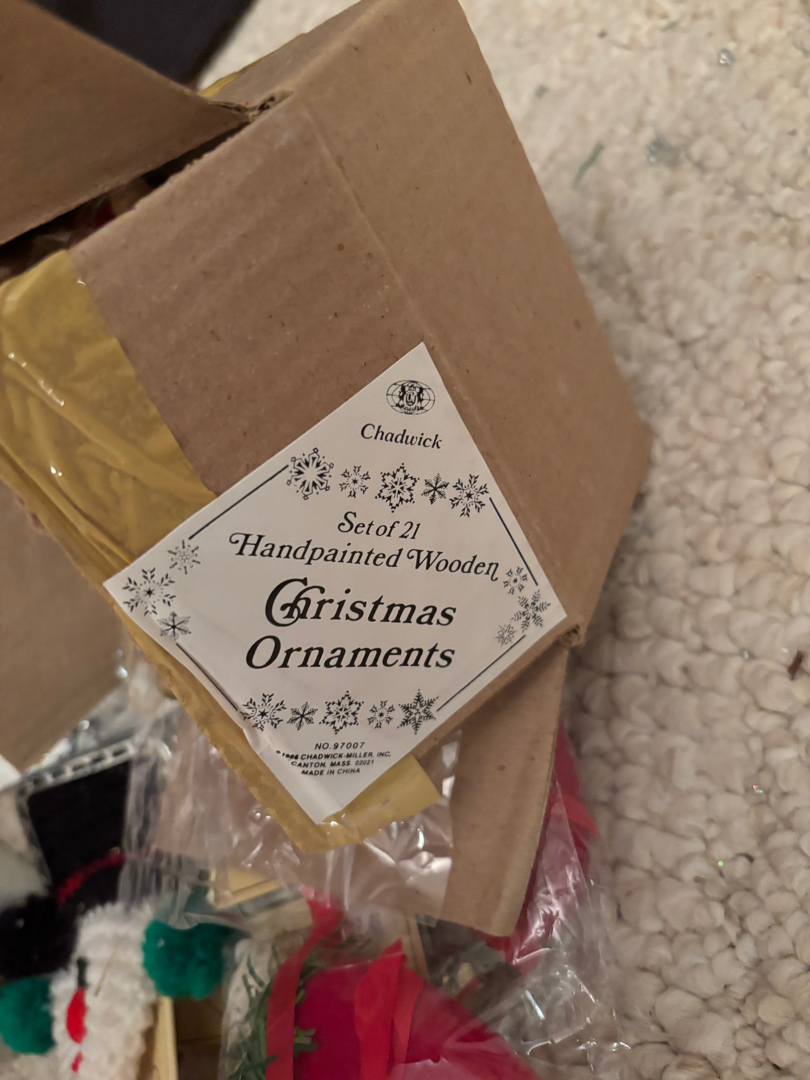 Chadwick
Set of 21
Handpainted Wooden
Christmas
Ornaments
NO. 97007
CHADWICK-MILLER, INC.
CANTON, MASS. 02021
MADE IN CHINA